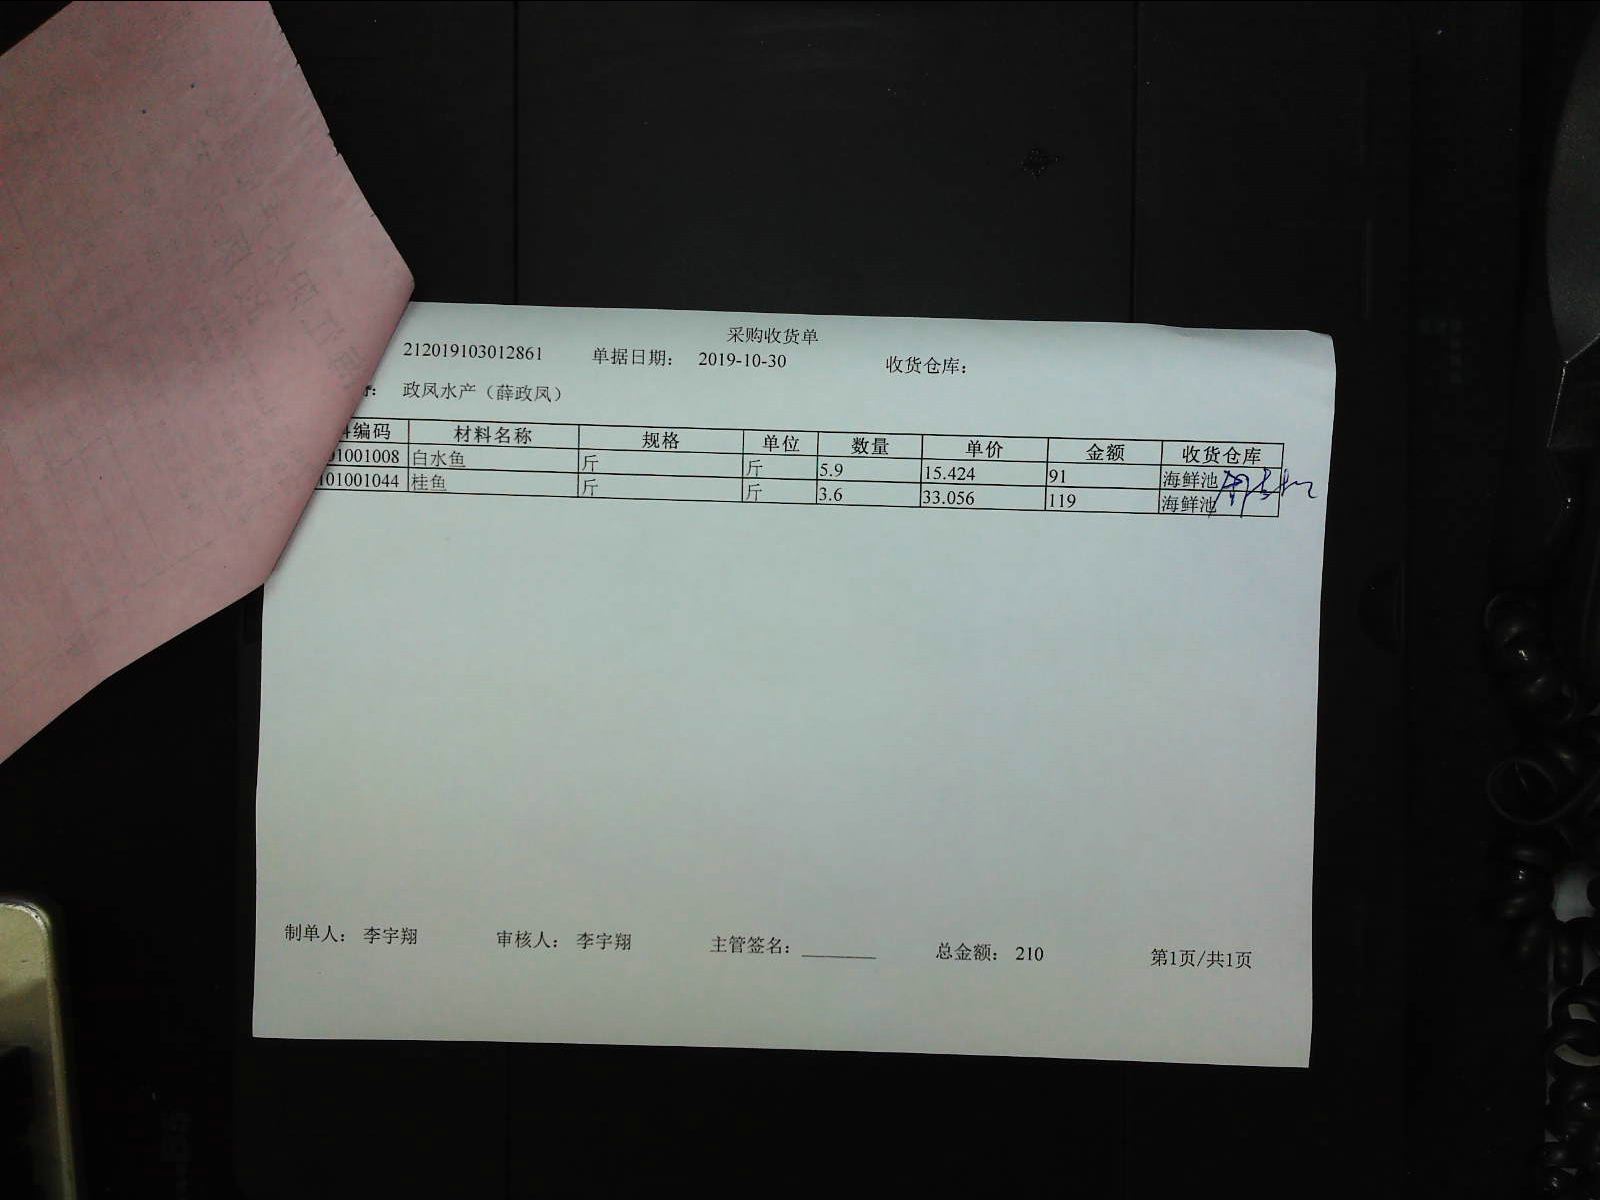 采购收货单
212019103012861 单据日期： 2019-10-30 收货仓库：
： 政凤水产（薛政凤）
编码 材料名称 规格 单位 数量 单价 金额 收货仓库
01001008 白水鱼 斤 斤 5.9 15.424 91 海鲜池
101001044 桂鱼 斤 斤 3.6 33.056 119 海鲜池
制单人： 李宇翔 审核人： 李宇翔 主管签名： ________ 总金额： 210 第1页/共1页